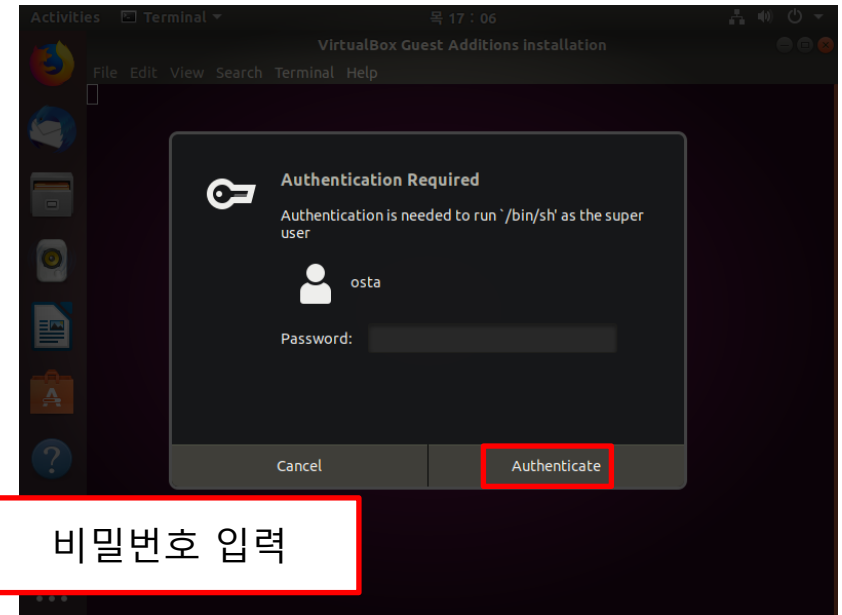 Activities Terminal 목 17 : 06
VirtualBox Guest Additions installation
File Edit View Search Terminal Help
Authentication Required
Authentication is needed to run `/bin/sh' as the super
user
osta
Password:
Cancel Authenticate
비밀번호 입력